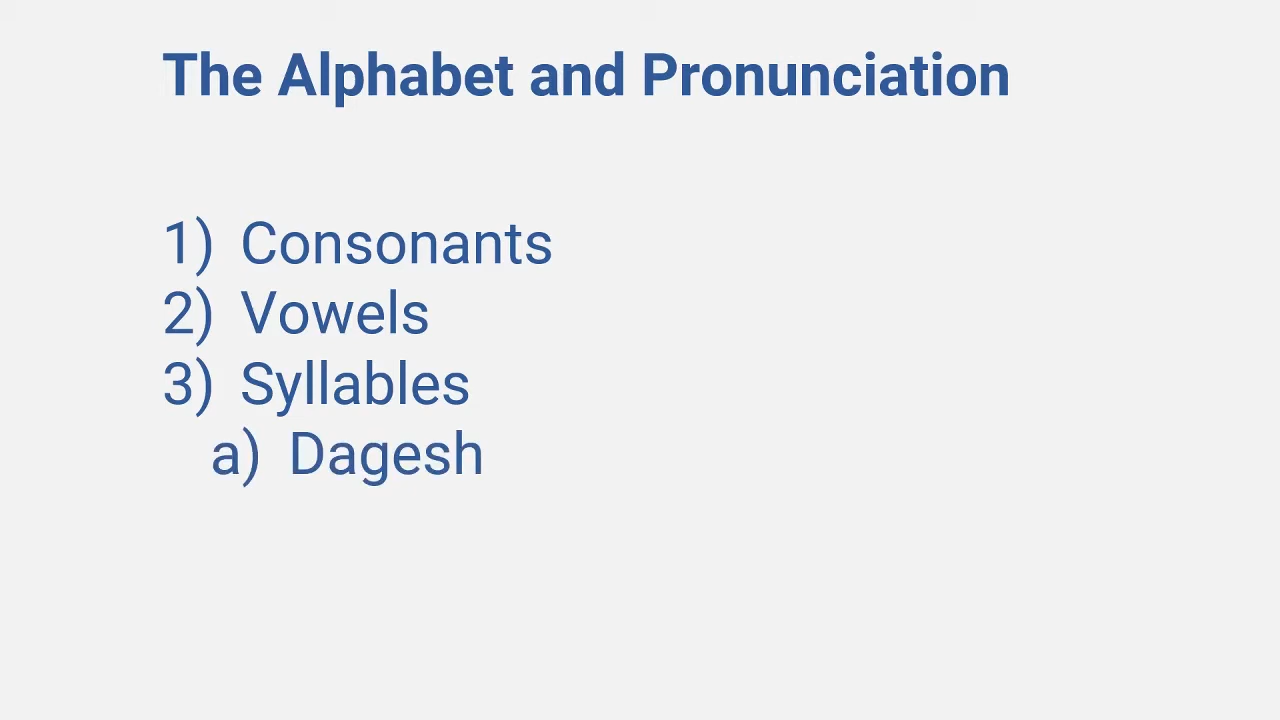 The Alphabet and Pronunciation
1) Consonants
2) Vowels
3) Syllables
a) Dagesh